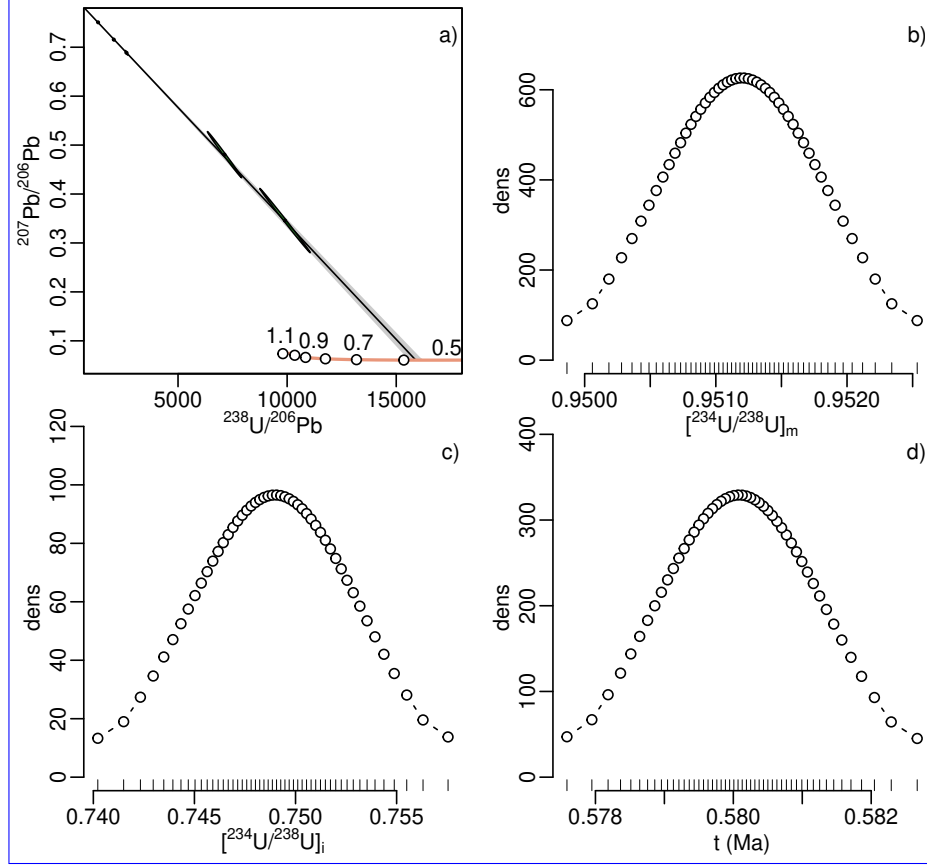 a)
0.7
0.6
0.5
0.4
0.3
0.2
0.1
²⁰⁷Pb/²⁰⁶Pb
1.1 0.9 0.7 0.5
5000 10000 15000
²³⁸U/²⁰⁶Pb
b)
600
400
200
0
dens
0.9500 0.9510 0.9520
[²³⁴U/²³⁸U]ₘ
c)
120
100
80
60
40
20
0
dens
0.740 0.745 0.750 0.755
[²³⁴U/²³⁸U]ᵢ
d)
400
300
200
100
0
dens
0.578 0.580 0.582
t (Ma)